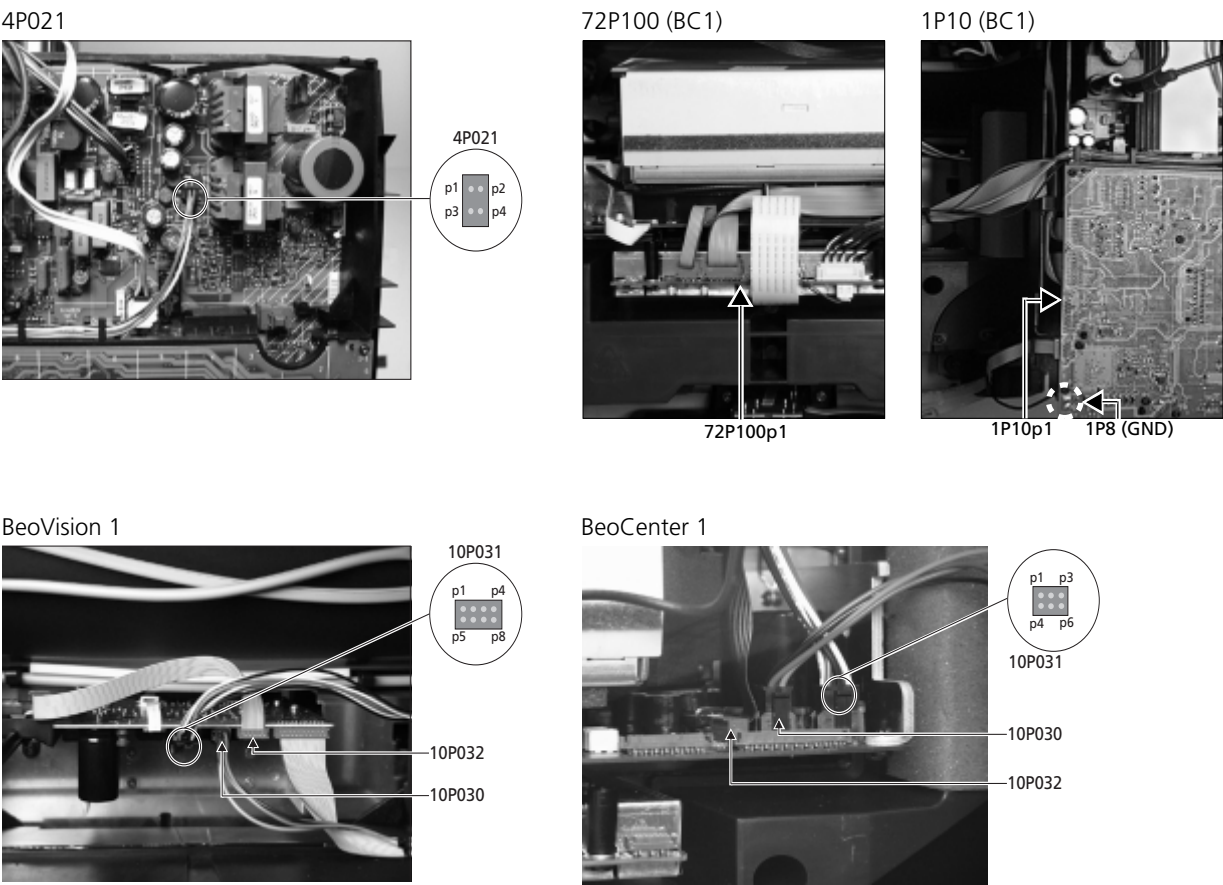 4P021
72P100 (BC1)
1P10 (BC1)
4P021
p1 p2
p3 p4
72P100p1
1P10p1
1P8 (GND)
BeoVision 1
BeoCenter 1
10P031
p1 p4
p5 p8
10P032
10P030
p1 p3
p4 p6
10P031
10P030
10P032